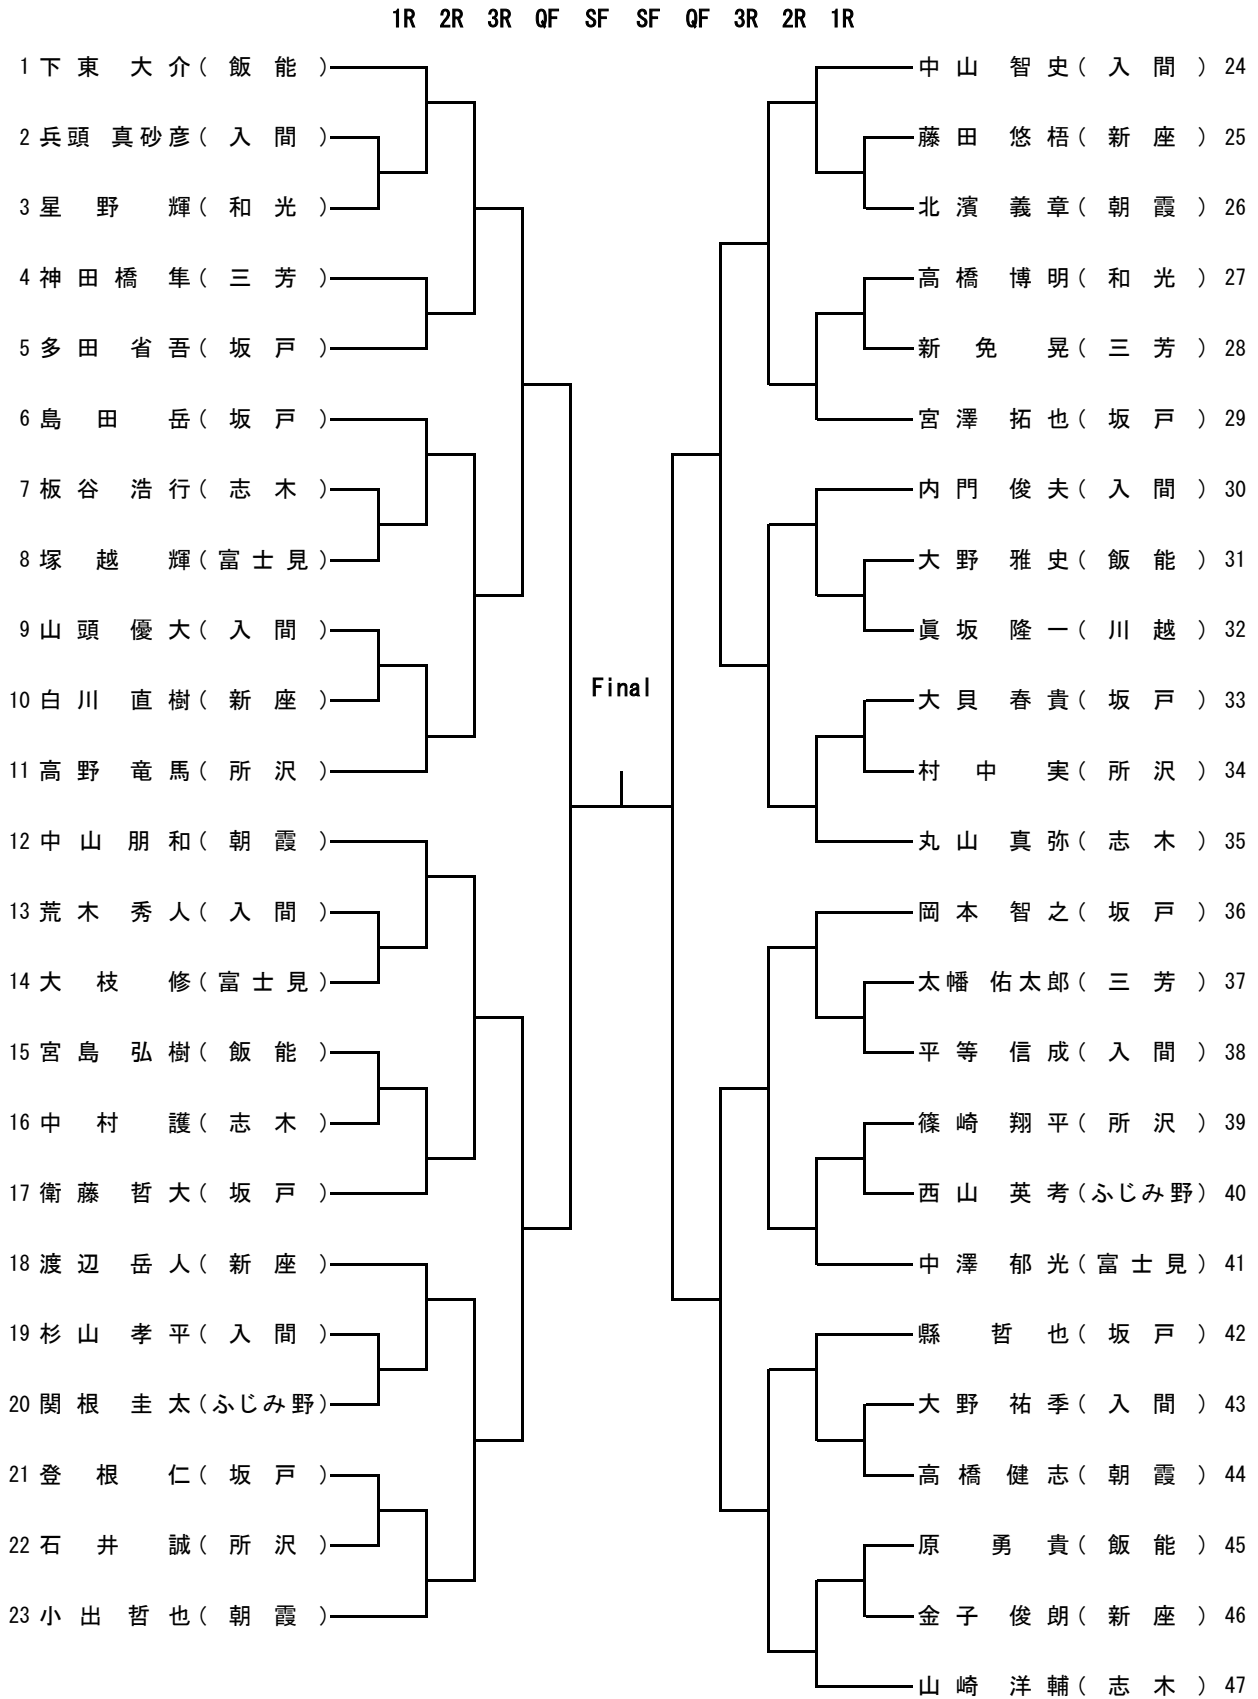 1R 2R 3R QF SF SF QF 3R 2R 1R
1 下東 大介 ( 飯能 ) 中山 智史 ( 入間 ) 24
2 兵頭 真砂彦 ( 入間 ) 藤田 悠梧 ( 新座 ) 25
3 星野 輝 ( 和光 ) 北濱 義章 ( 朝霞 ) 26
4 神田橋 隼 ( 三芳 ) 高橋 博明 ( 和光 ) 27
5 多田 省吾 ( 坂戸 ) 新免 晃 ( 三芳 ) 28
6 島田 岳 ( 坂戸 ) 宮澤 拓也 ( 坂戸 ) 29
7 板谷 浩行 ( 志木 ) 内門 俊夫 ( 入間 ) 30
8 塚越 輝 ( 富士見 ) 大野 雅史 ( 飯能 ) 31
9 山頭 優大 ( 入間 ) 眞坂 隆一 ( 川越 ) 32
Final
10 白川 直樹 ( 新座 ) 大貝 春貴 ( 坂戸 ) 33
11 高野 竜馬 ( 所沢 ) 村中 実 ( 所沢 ) 34
12 中山 朋和 ( 朝霞 ) 丸山 真弥 ( 志木 ) 35
13 荒木 秀人 ( 入間 ) 岡本 智之 ( 坂戸 ) 36
14 大枝 修 ( 富士見 ) 太幡 佑太郎 ( 三芳 ) 37
15 宮島 弘樹 ( 飯能 ) 平等 信成 ( 入間 ) 38
16 中村 護 ( 志木 ) 篠崎 翔平 ( 所沢 ) 39
17 衛藤 哲大 ( 坂戸 ) 西山 英考 ( ふじみ野 ) 40
18 渡辺 岳人 ( 新座 ) 中澤 郁光 ( 富士見 ) 41
19 杉山 孝平 ( 入間 ) 縣 哲也 ( 坂戸 ) 42
20 関根 圭太 ( ふじみ野 ) 大野 祐季 ( 入間 ) 43
21 登根 仁 ( 坂戸 ) 高橋 健志 ( 朝霞 ) 44
22 石井 誠 ( 所沢 ) 原 勇貴 ( 飯能 ) 45
23 小出 哲也 ( 朝霞 ) 金子 俊朗 ( 新座 ) 46
山崎 洋輔 ( 志木 ) 47